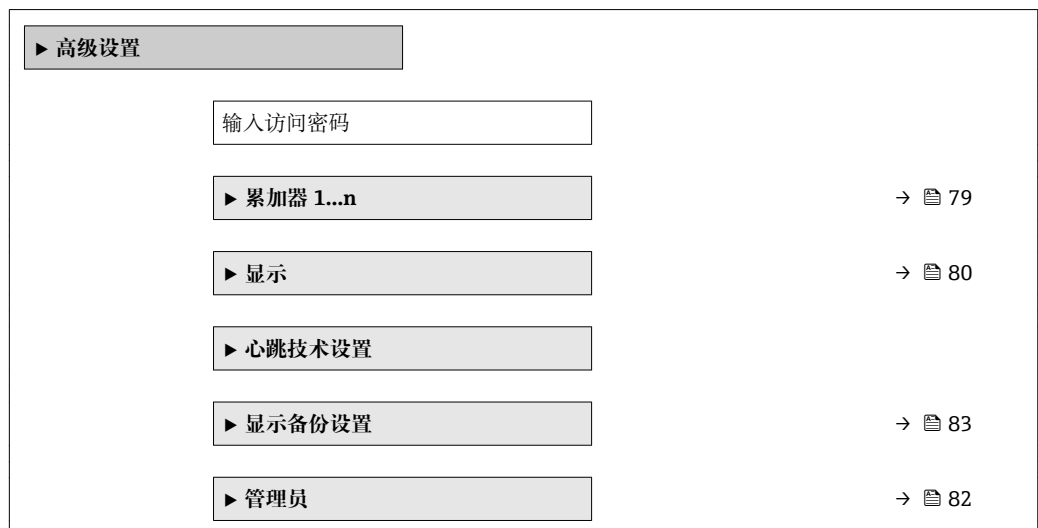 ▶ 高级设置
输入访问密码
▶ 累加器 1...n → 79
▶ 显示 → 80
▶ 心跳技术设置
▶ 显示备份设置 → 83
▶ 管理员 → 82